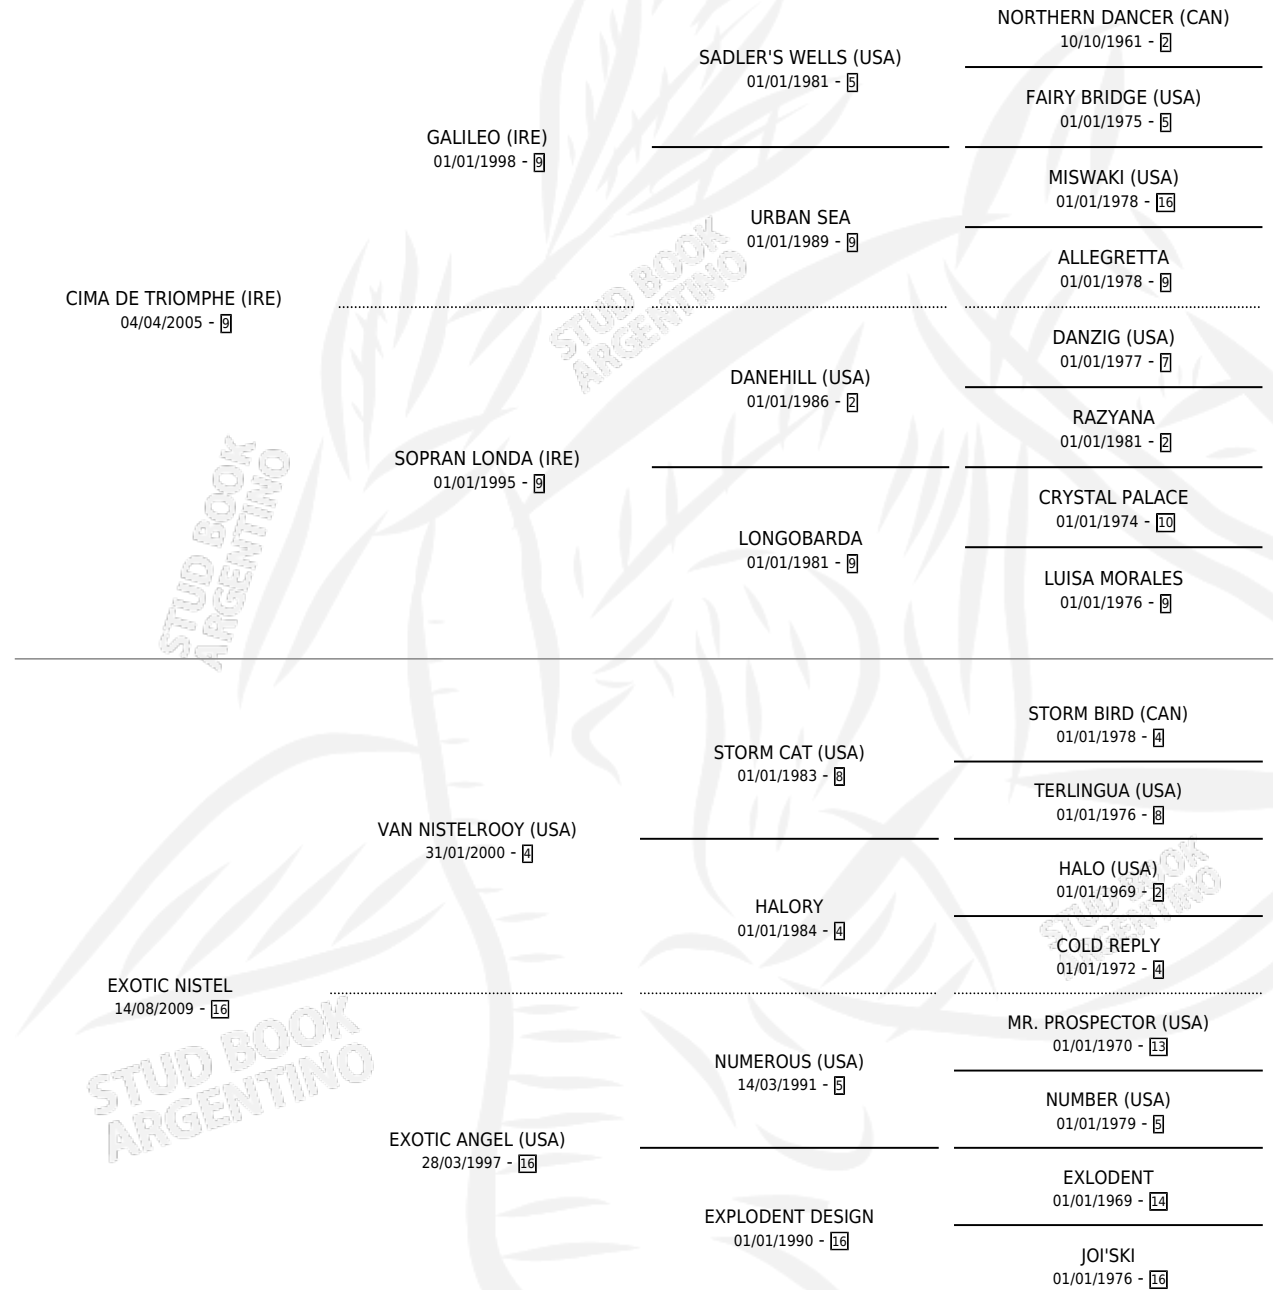 NORTHERN DANCER (CAN)
10/10/1961 - 2
SADLER'S WELLS (USA)
01/01/1981 - 5
FAIRY BRIDGE (USA)
01/01/1975 - 5
GALILEO (IRE)
01/01/1998 - 9
MISWAKI (USA)
01/01/1978 - 16
URBAN SEA
01/01/1989 - 9
ALLEGRETTA
01/01/1978 - 9
CIMA DE TRIOMPHE (IRE)
04/04/2005 - 9
DANZIG (USA)
01/01/1977 - 7
DANEHILL (USA)
01/01/1986 - 2
RAZYANA
01/01/1981 - 2
SOPRAN LONDA (IRE)
01/01/1995 - 9
CRYSTAL PALACE
01/01/1974 - 10
LONGOBARDA
01/01/1981 - 9
LUISA MORALES
01/01/1976 - 9
STORM BIRD (CAN)
01/01/1978 - 4
STORM CAT (USA)
01/01/1983 - 8
TERLINGUA (USA)
01/01/1976 - 8
VAN NISTELROOY (USA)
31/01/2000 - 4
HALO (USA)
01/01/1969 - 2
HALORY
01/01/1984 - 4
COLD REPLY
01/01/1972 - 4
EXOTIC NISTEL
14/08/2009 - 16
MR. PROSPECTOR (USA)
01/01/1970 - 13
NUMEROUS (USA)
14/03/1991 - 5
NUMBER (USA)
01/01/1979 - 5
EXOTIC ANGEL (USA)
28/03/1997 - 16
EXLODENT
01/01/1969 - 14
EXPLODENT DESIGN
01/01/1990 - 16
JOI'SKI
01/01/1976 - 16
STUD BOOK
ARGENTINO
STUD BOOK
ARGENTINO
STUD BOOK
ARGENTINO
STUD BOOK
ARGENTINO